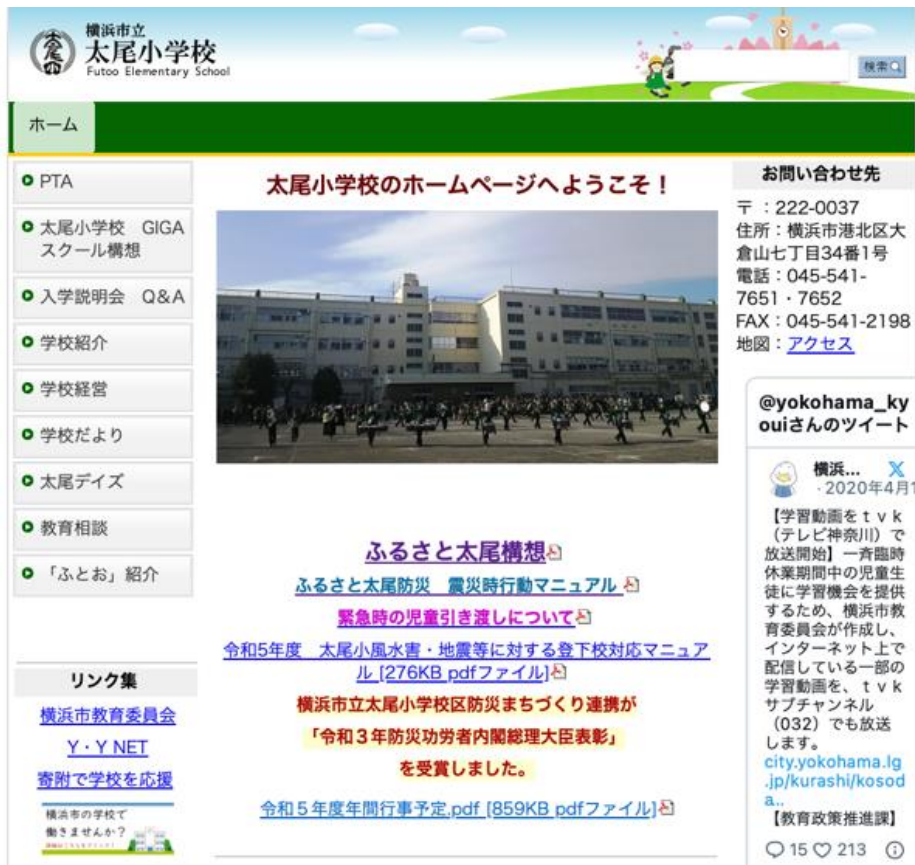 横浜市立
太尾小学校
Futoo Elementary School
検索
ホーム
PTA
太尾小学校 GIGA
スクール構想
入学説明会 Q&A
学校紹介
学校経営
学校だより
太尾デイズ
教育相談
「ふとお」紹介
リンク集
横浜市教育委員会
Y・Y NET
寄附で学校を応援
横浜市の学校で
働きませんか?
太尾小学校のホームページへようこそ！
ふるさと太尾構想
ふるさと太尾防災 震災時行動マニュアル
緊急時の児童引き渡しについて
令和5年度 太尾小風水害・地震等に対する登下校対応マニュア
ル [276KB pdfファイル]
横浜市立太尾小学校区防災まちづくり連携が
「令和３年防災功労者内閣総理大臣表彰」
を受賞しました。
令和５年度年間行事予定.pdf [859KB pdfファイル]
お問い合わせ先
〒：222-0037
住所：横浜市港北区大
倉山七丁目34番1号
電話：045-541-
7651・7652
FAX：045-541-2198
地図：アクセス
@yokohama_ky
ouiさんのツイート
横浜... X
·2020年4月1
【学習動画をｔｖｋ
（テレビ神奈川）で
放送開始】一斉臨時
休業期間中の児童生
徒に学習機会を提供
するため、横浜市教
育委員会が作成し、
インターネット上で
配信している一部の
学習動画を、ｔｖｋ
サブチャンネル
（032）でも放送
します。
city.yokohama.lg
.jp/kurashi/kosod
a..
【教育政策推進課】
15 213